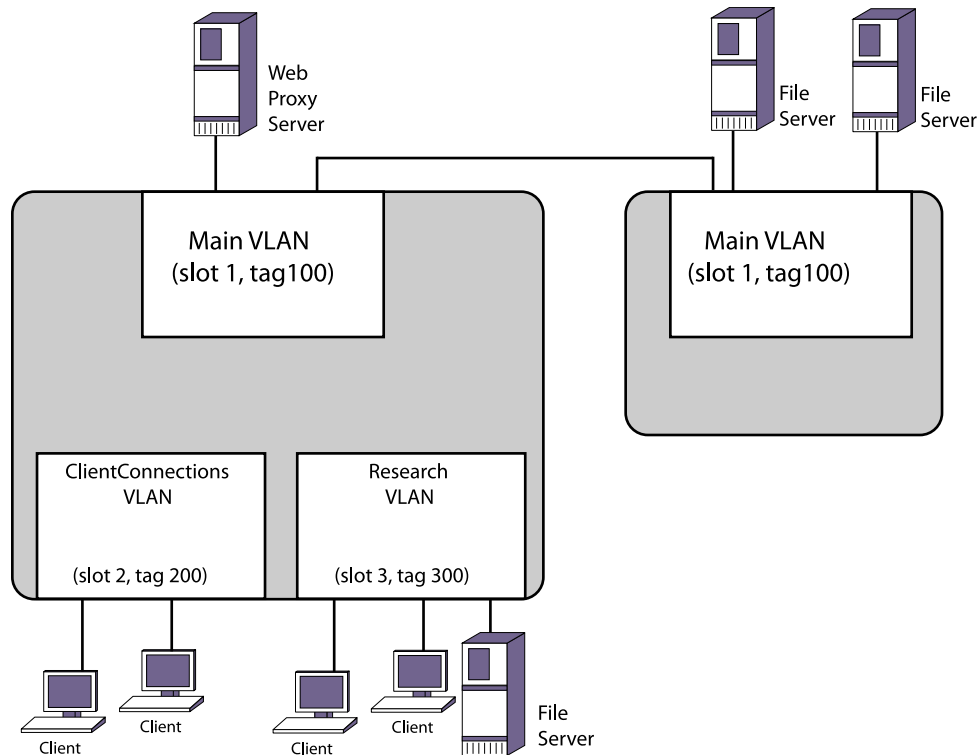 Web
Proxy
Server
File
Server
File
Server
Main VLAN
(slot 1, tag100)
Main VLAN
(slot 1, tag100)
ClientConnections
VLAN
(slot 2, tag 200)
Research
VLAN
(slot 3, tag 300)
Client
Client
Client
Client
File
Server